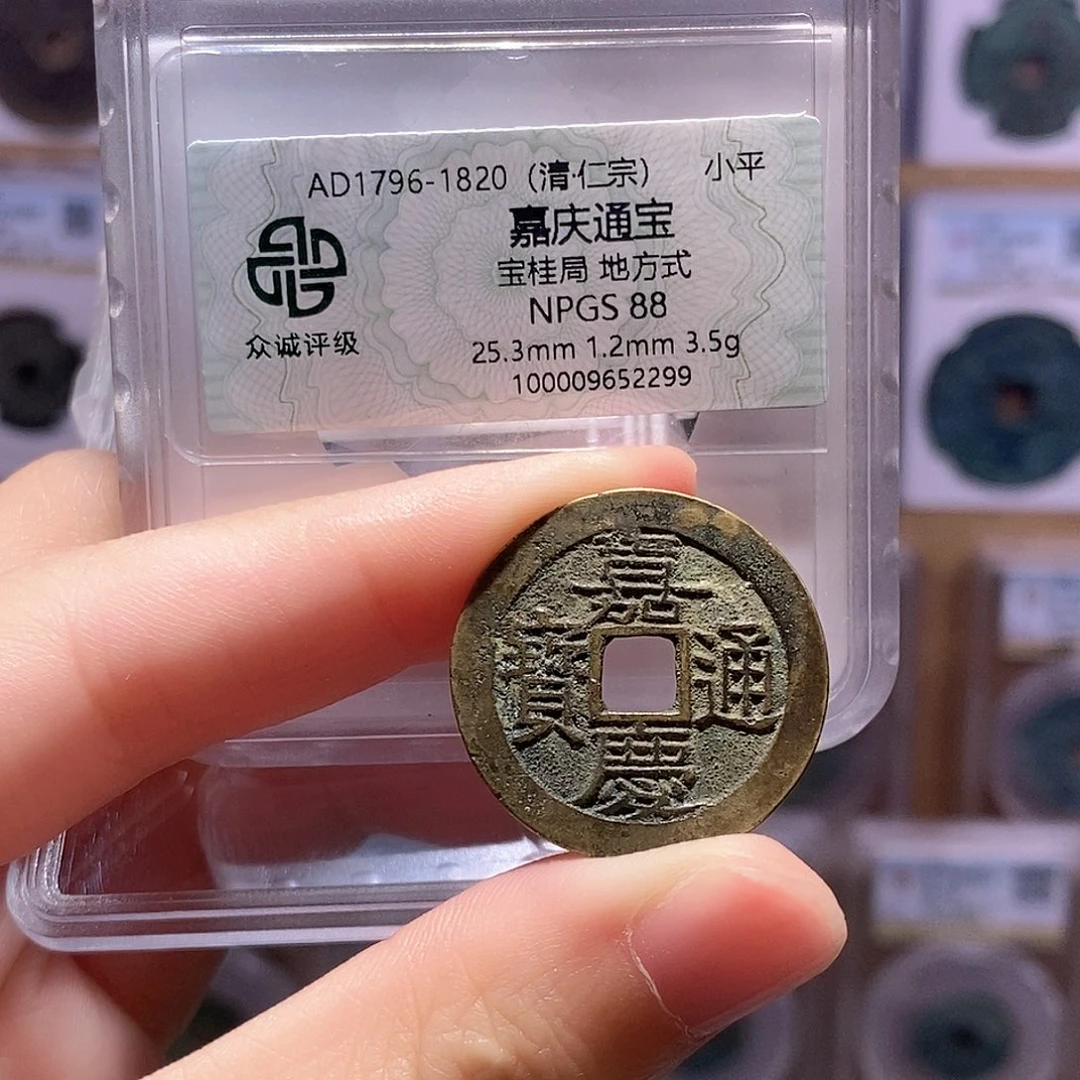 AD1796-1820（清·仁宗） 小平
嘉庆通宝
宝桂局 地方式
NPGS 88
25.3mm 1.2mm 3.5g
100009652299
众诚评级
嘉慶通寶